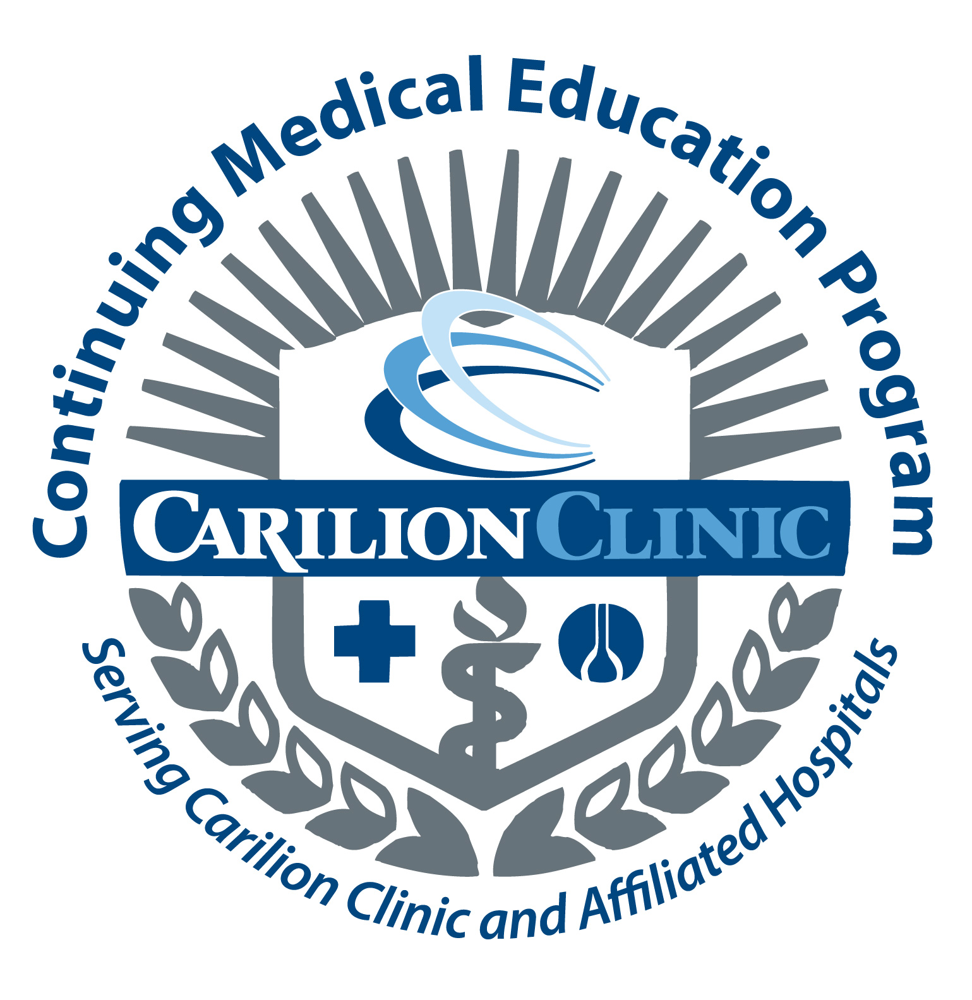 Continuing Medical Education Program
CARILION CLINIC
Serving Carilion Clinic and Affiliated Hospitals